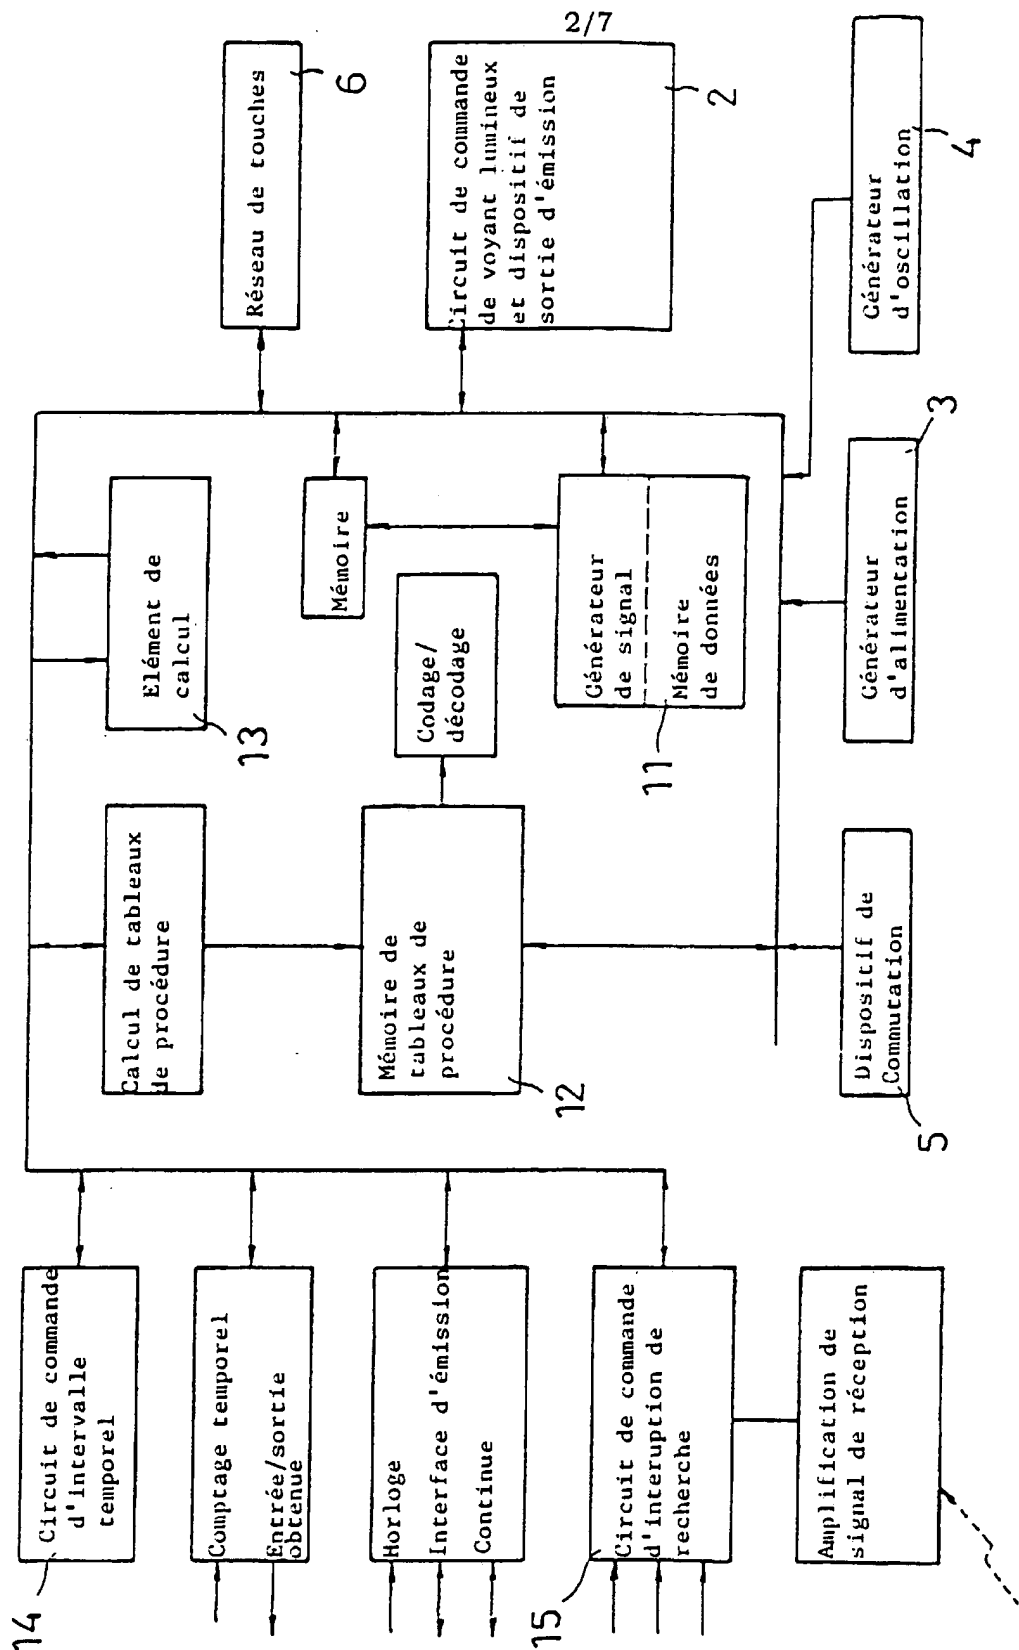 2/7
Circuit de commande
d'intervalle
temporel
14
Comptage temporel
Entrée/sortie
obtenue
Horloge
Interface d'émission
Continue
Circuit de commande
d'interuption de
recherche
15
Amplification de
signal de réception
Calcul de tableaux
de procédure
Mémoire de
tableaux de
procédure
12
Dispositif de
Commutation
5
Elément de
calcul
13
Codage/
décodage
Mémoire
Générateur
de signal
Mémoire
de données
11
Générateur
d'alimentation
3
Réseau de touches
6
Circuit de commande
de voyant lumineux
et dispositif de
sortie d'émission
2
Générateur
d'oscillation
4